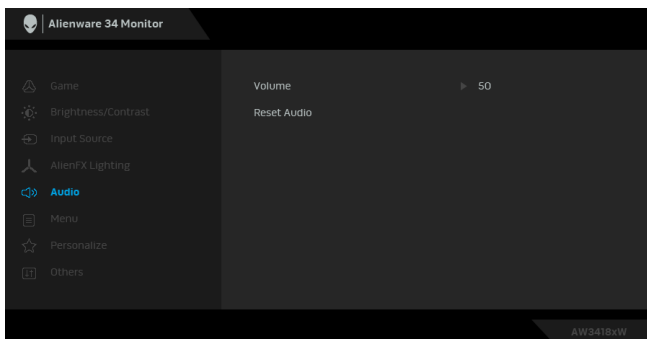 Alienware 34 Monitor
Game
Volume 50
Brightness/Contrast
Reset Audio
Input Source
AlienFX Lighting
Audio
Menu
Personalize
Others
AW3418xW